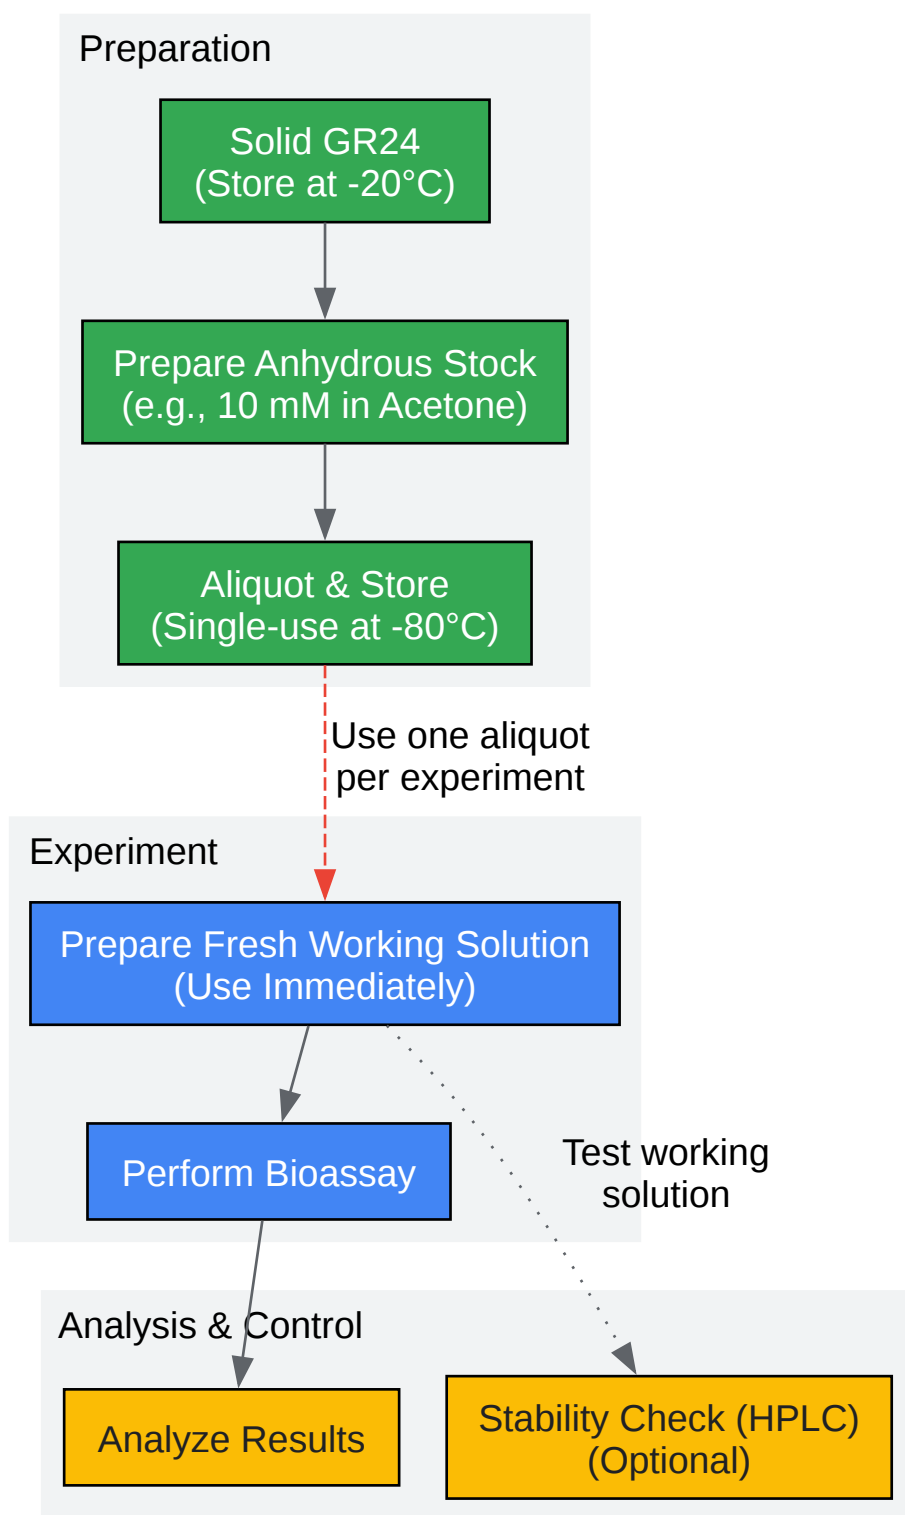 Preparation
Solid GR24
(Store at -20°C)
Prepare Anhydrous Stock
(e.g., 10 mM in Acetone)
Aliquot & Store
(Single-use at -80°C)
Use one aliquot
per experiment
Experiment
Prepare Fresh Working Solution
(Use Immediately)
Perform Bioassay
Test working
solution
Analysis & Control
Analyze Results
Stability Check (HPLC)
(Optional)